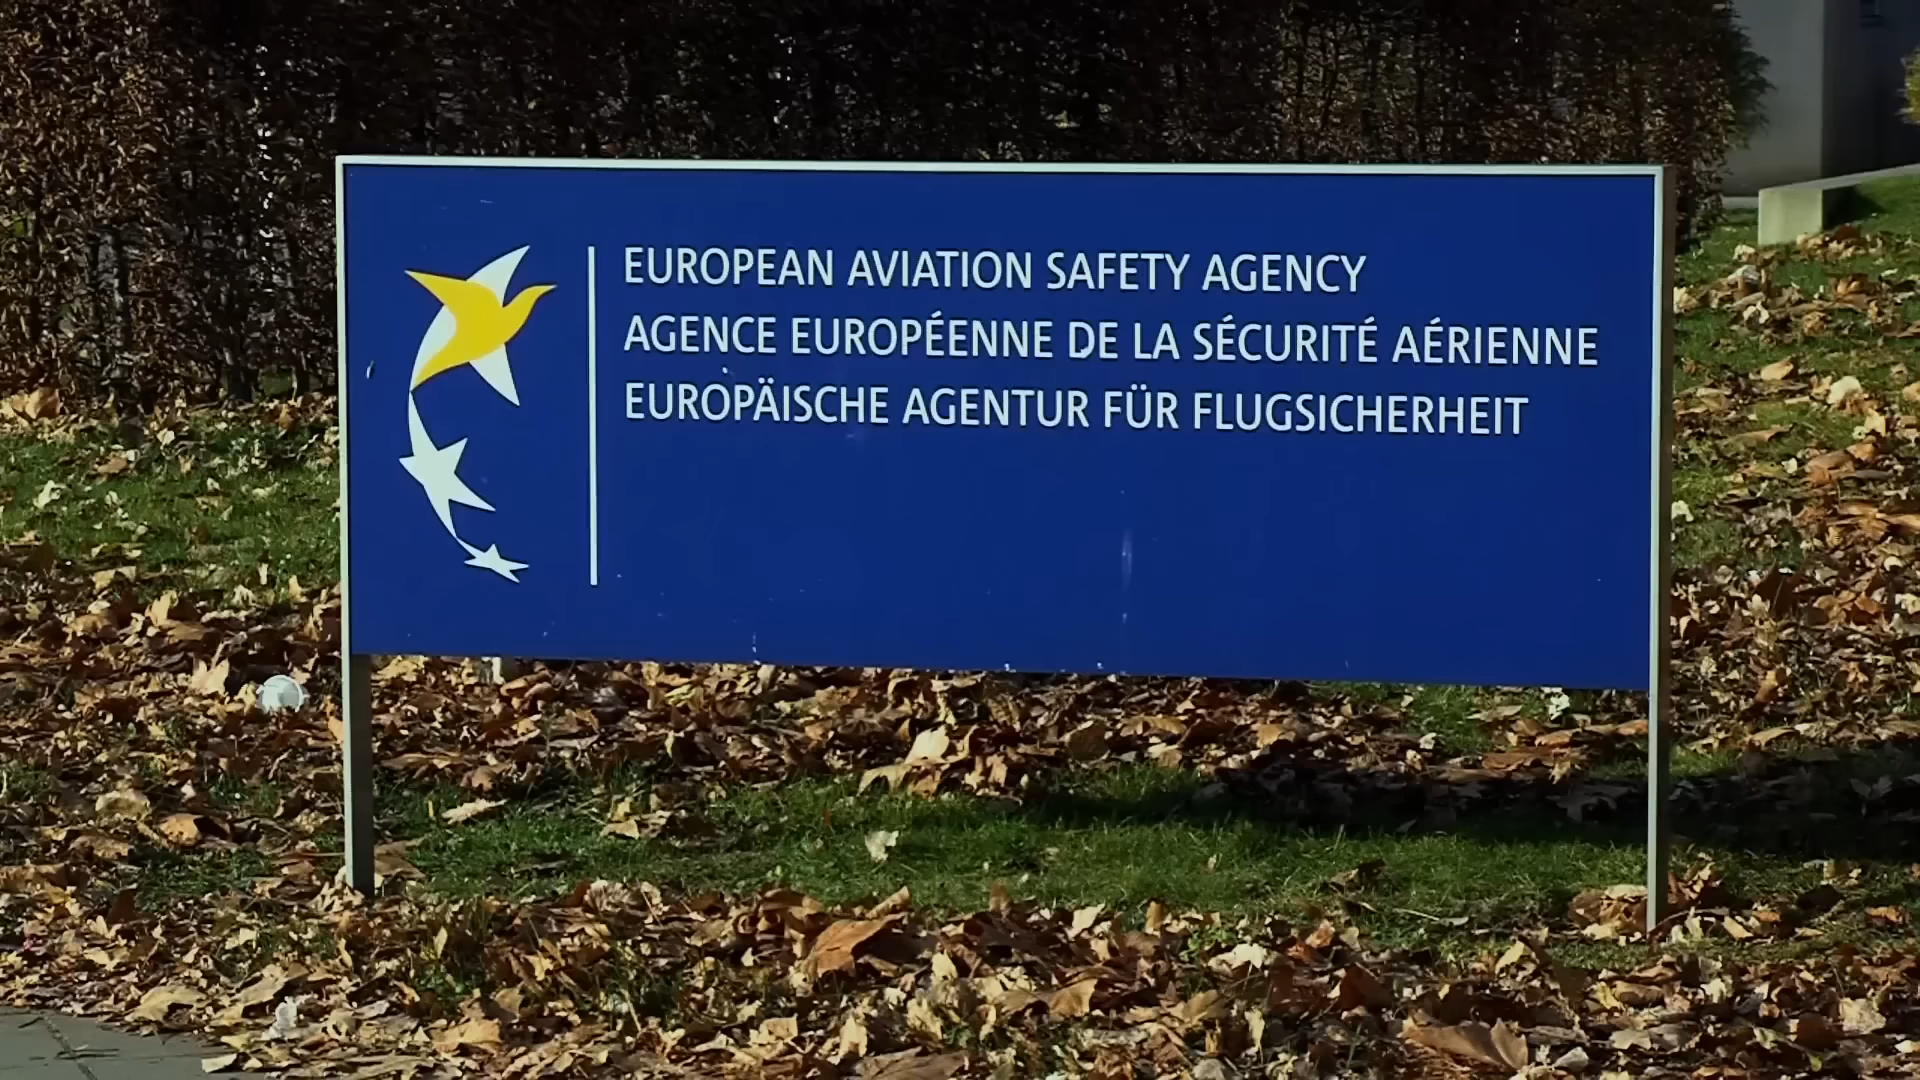 EUROPEAN AVIATION SAFETY AGENCY
AGENCE EUROPÉENNE DE LA SÉCURITÉ AÉRIENNE
EUROPÄISCHE AGENTUR FÜR FLUGSICHERHEIT